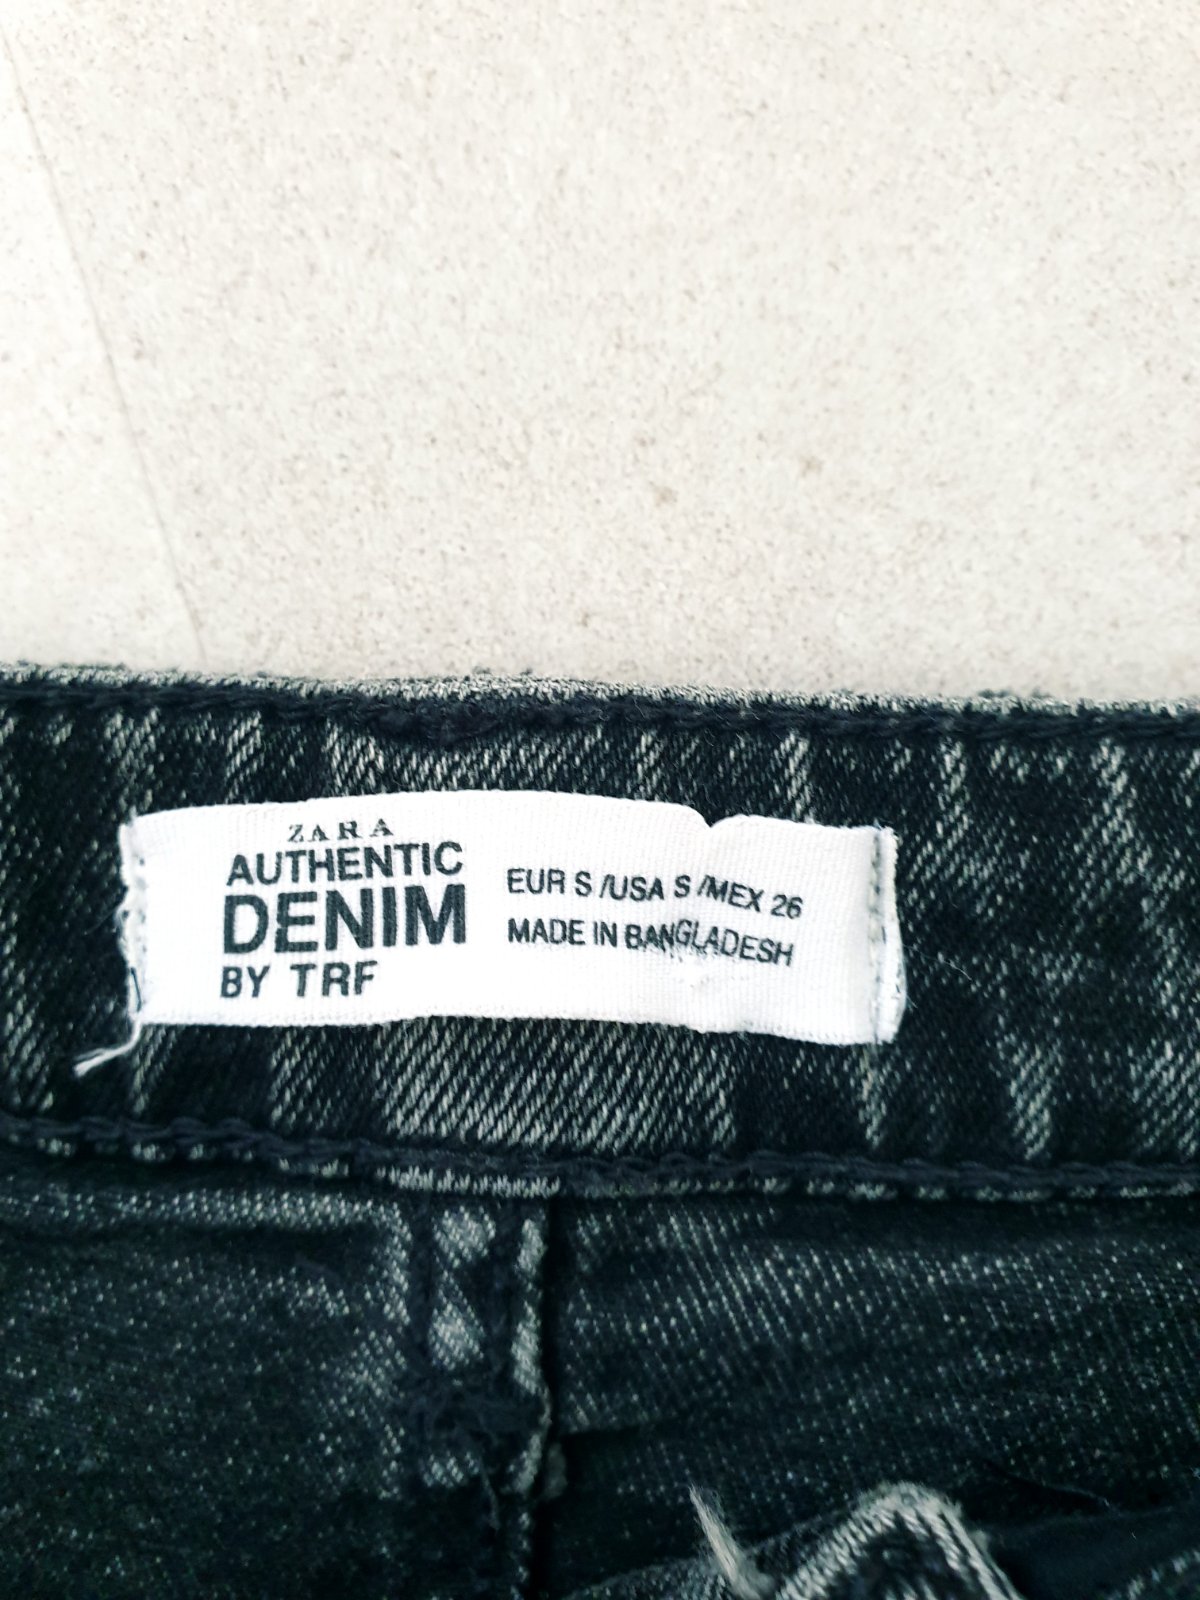 ZARA
AUTHENTIC
DENIM
BY TRF
EUR S /USA S /MEX 26
MADE IN BANGLADESH